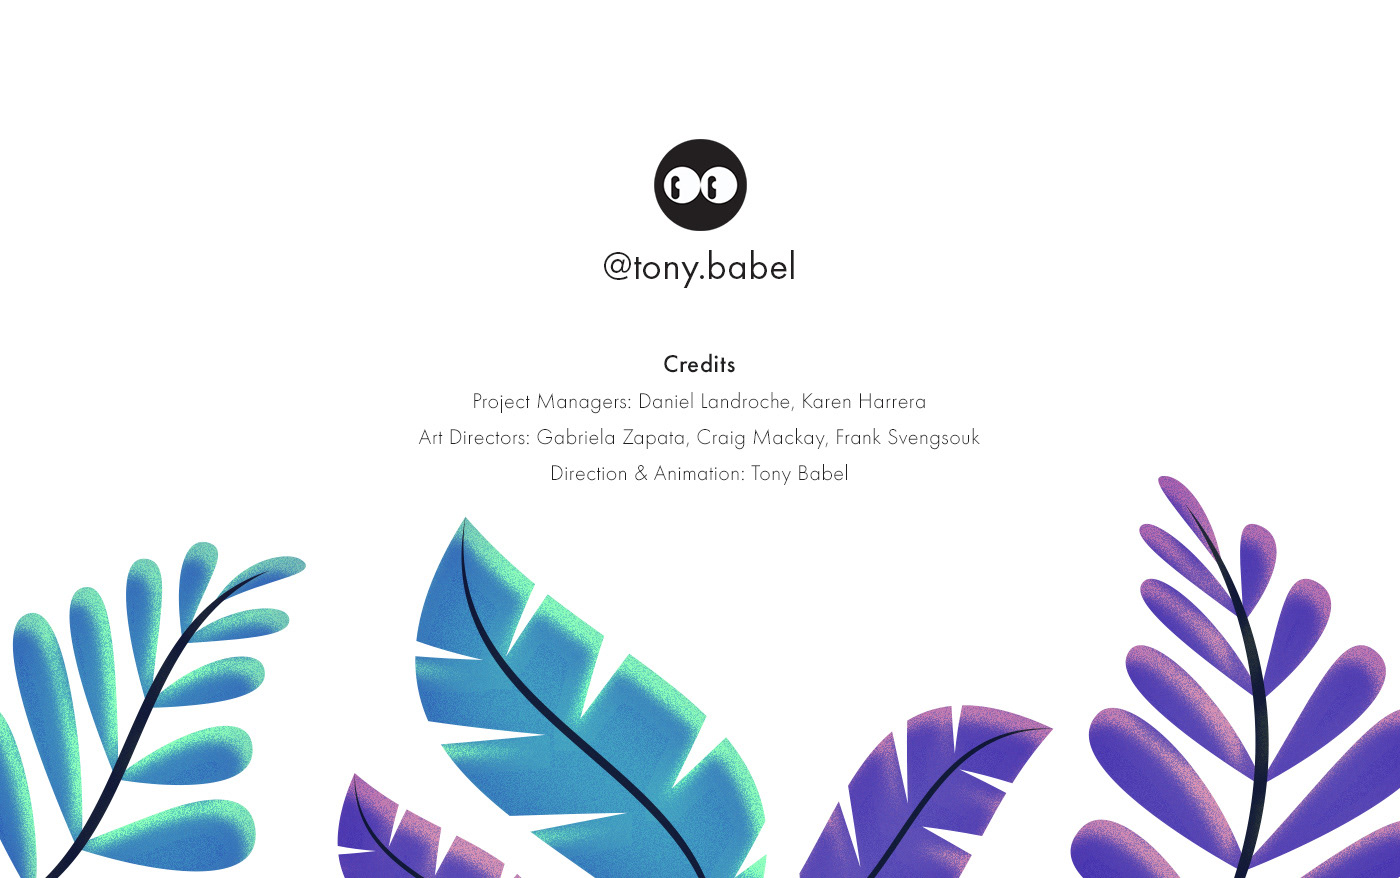 @tony.babel
Credits
Project Managers: Daniel Landroche, Karen Harrera
Art Directors: Gabriela Zapata, Craig Mackay, Frank Svengsouk
Direction & Animation: Tony Babel